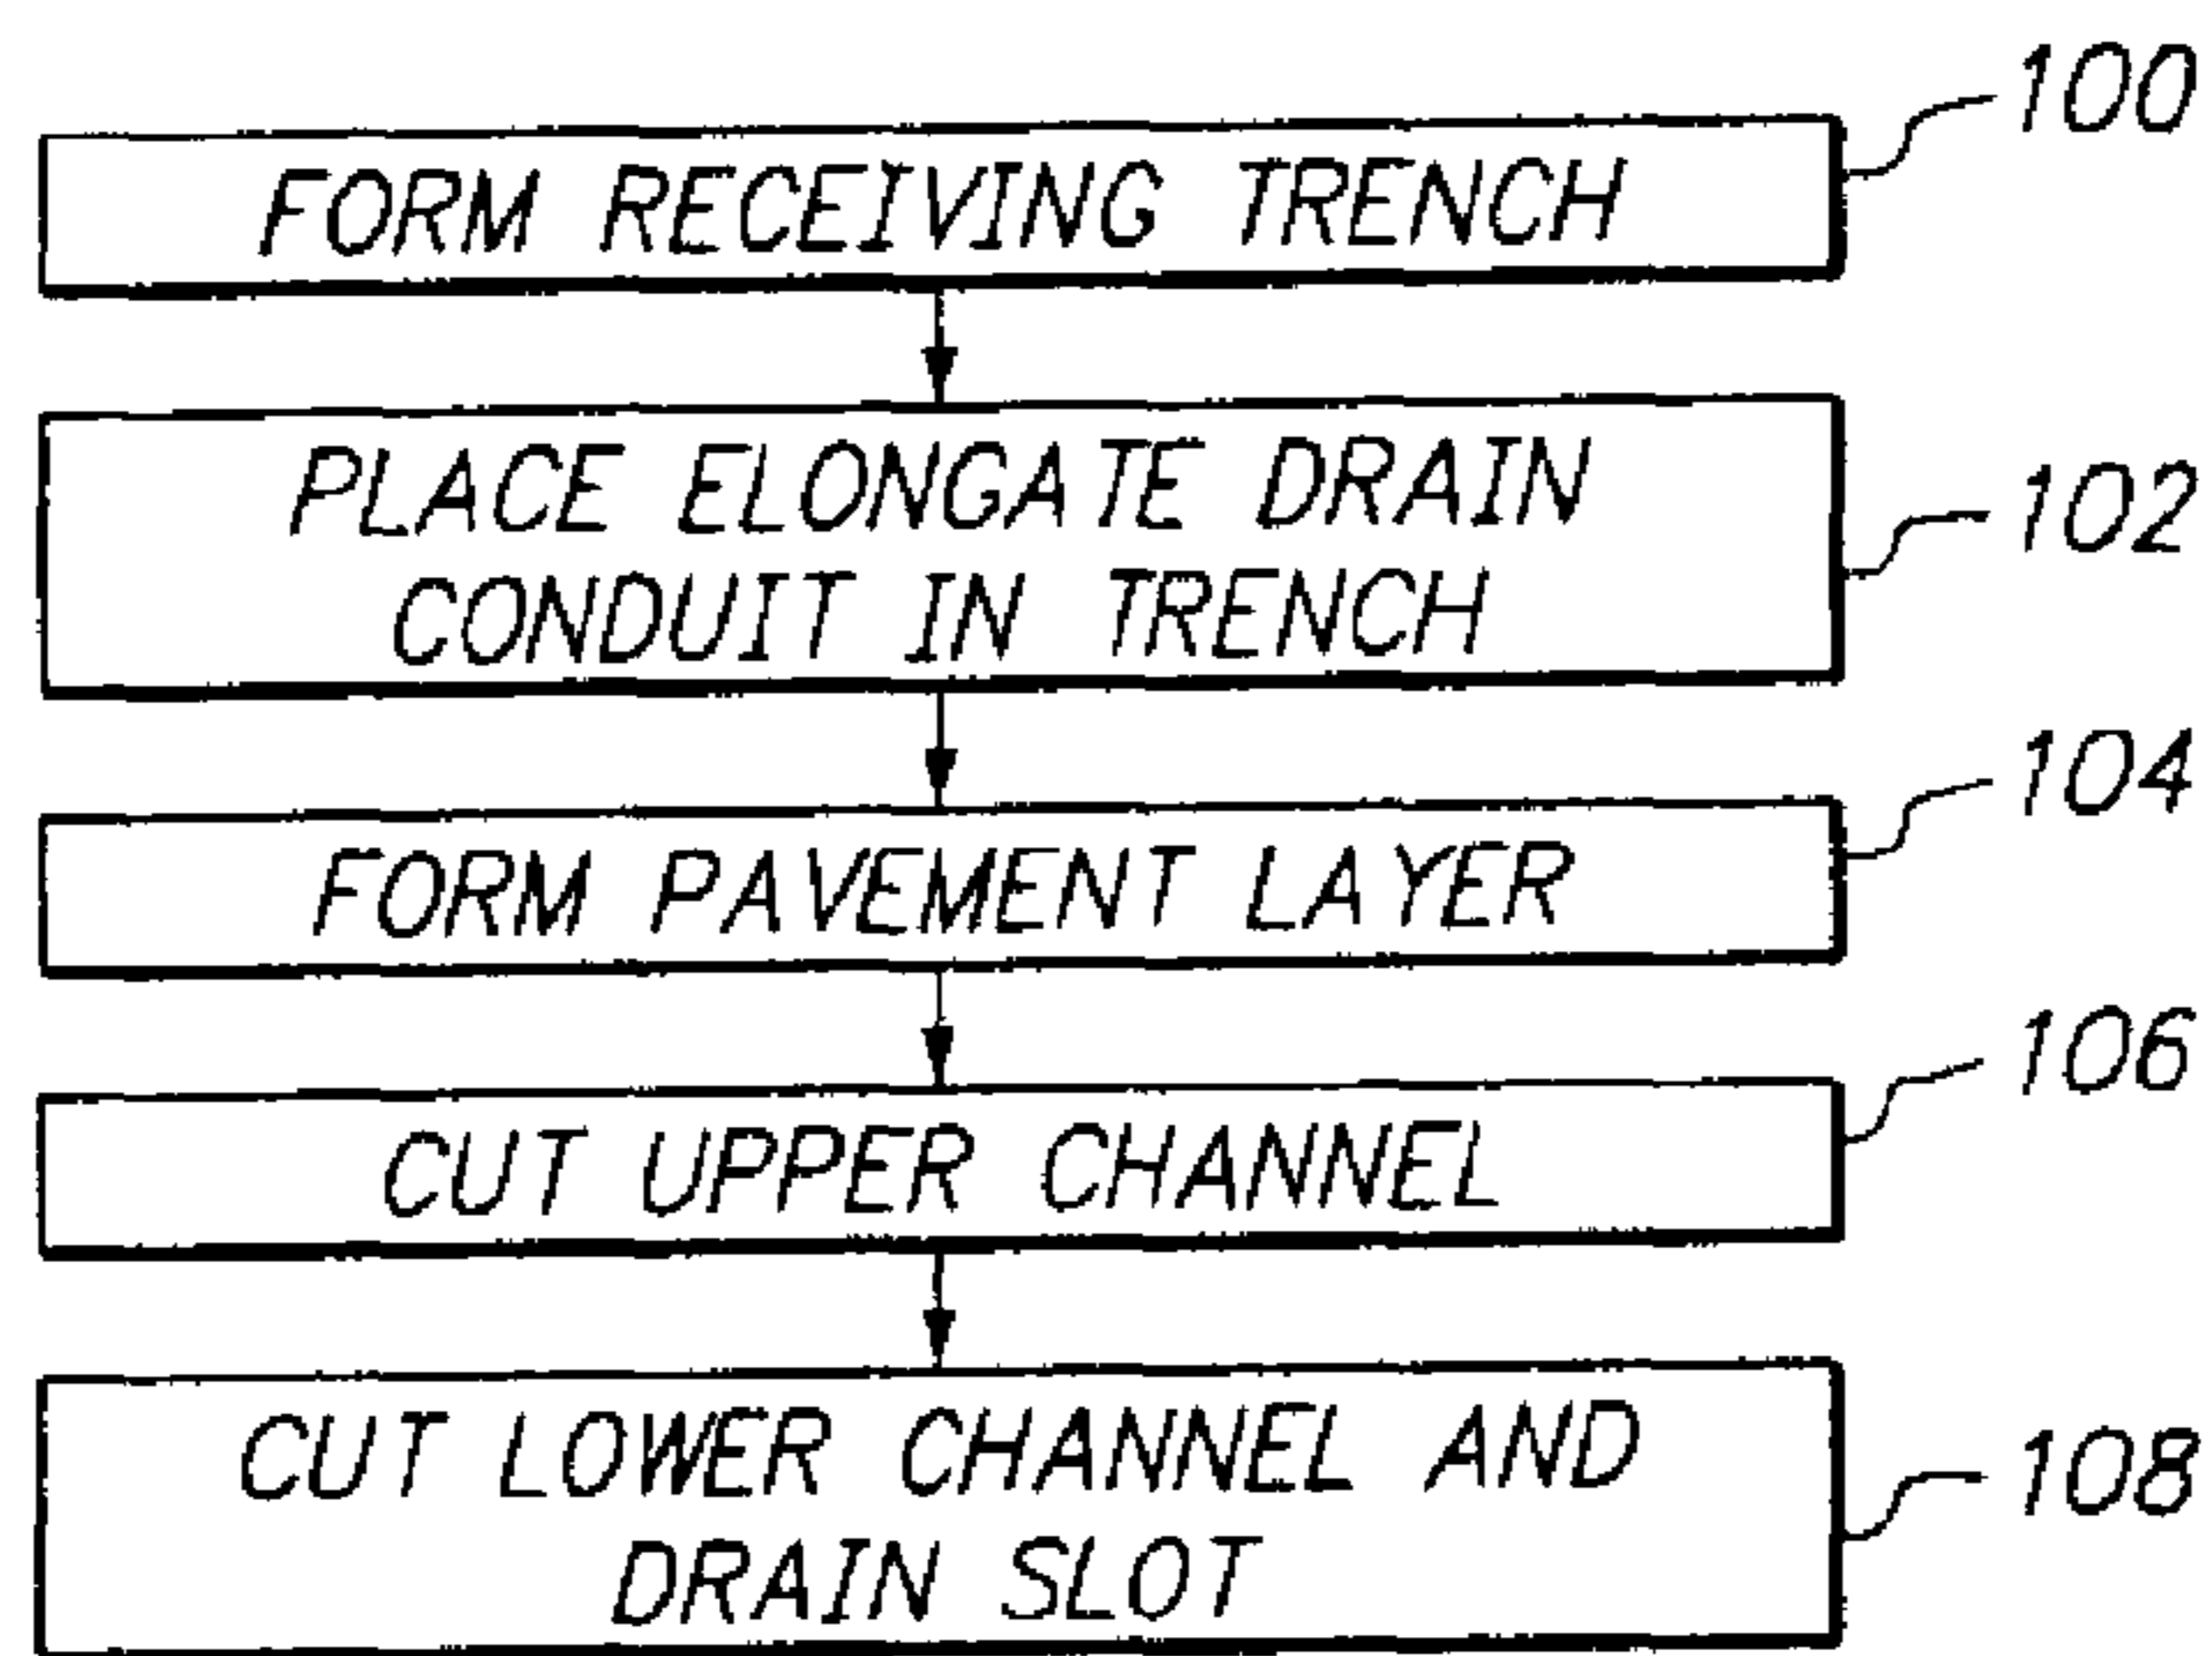 100
FORM RECEIVING TRENCH
PLACE ELONGATE DRAIN
CONDUIT IN TRENCH
102
FORM PAVEMENT LAYER
104
CUT UPPER CHANNEL
106
CUT LOWER CHANNEL AND
DRAIN SLOT
108